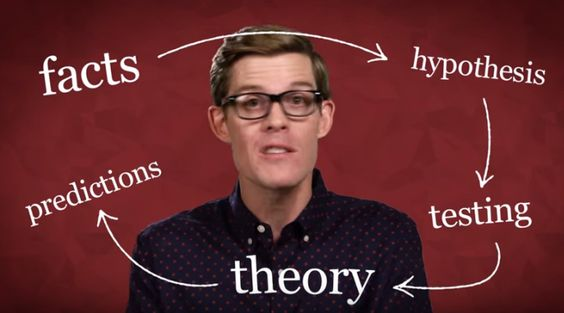 facts
hypothesis
testing
theory
predictions